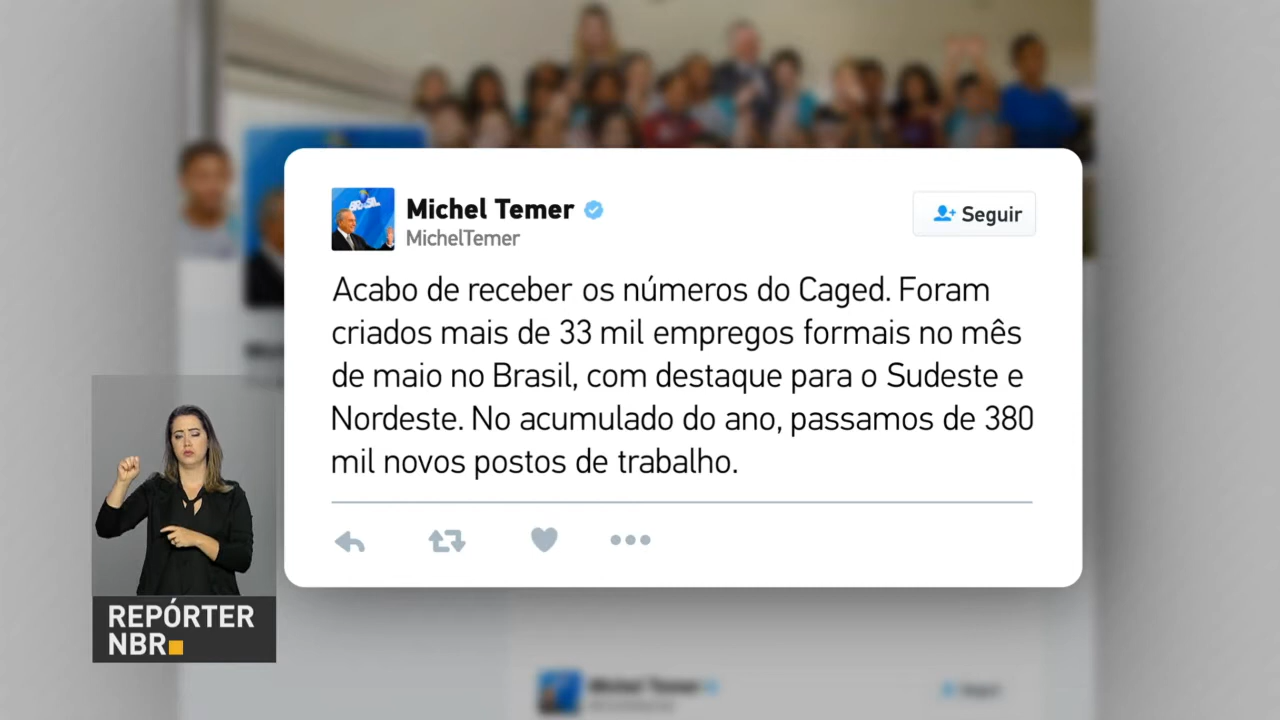 Michel Temer
MichelTemer
Seguir
Acabo de receber os números do Caged. Foram
criados mais de 33 mil empregos formais no mês
de maio no Brasil, com destaque para o Sudeste e
Nordeste. No acumulado do ano, passamos de 380
mil novos postos de trabalho.
REPÓRTER
NBR
Michel Temer